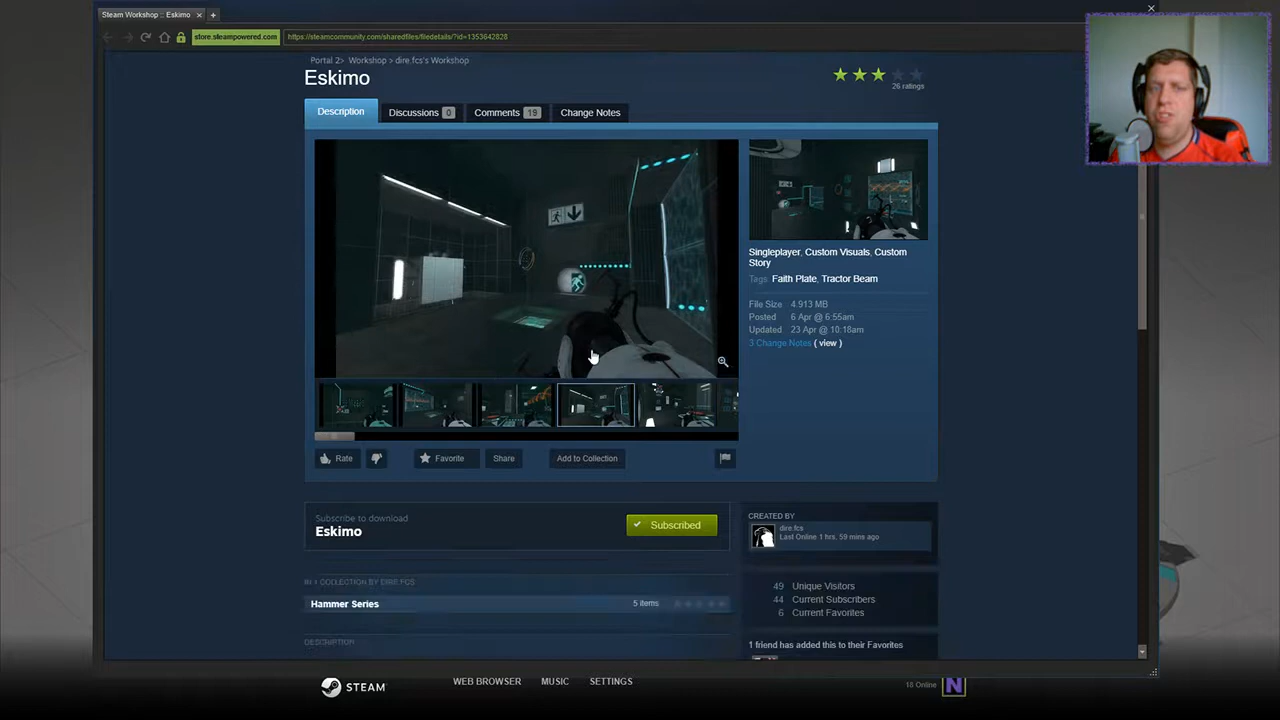 Steam Workshop :: Eskimo
store.steampowered.com
https://steamcommunity.com/sharedfiles/filedetails/?id=1353642828
Portal 2> Workshop > dire.fcs's Workshop
Eskimo
26 ratings
Description
Discussions 0
Comments 19
Change Notes
Singleplayer, Custom Visuals, Custom
Story
Tags: Faith Plate, Tractor Beam
File Size 4.913 MB
Posted 6 Apr @ 6:55am
Updated 23 Apr @ 10:18am
3 Change Notes ( view )
Rate
Favorite
Share
Add to Collection
Subscribe to download
Eskimo
Subscribed
CREATED BY
dire.fcs
Last Online 1 hrs, 59 mins ago
IN 1 COLLECTION BY DIRE.FCS
Hammer Series 5 items
49 Unique Visitors
44 Current Subscribers
6 Current Favorites
DESCRIPTION
1 friend has added this to their Favorites
STEAM
WEB BROWSER
MUSIC
SETTINGS
18 Online
N